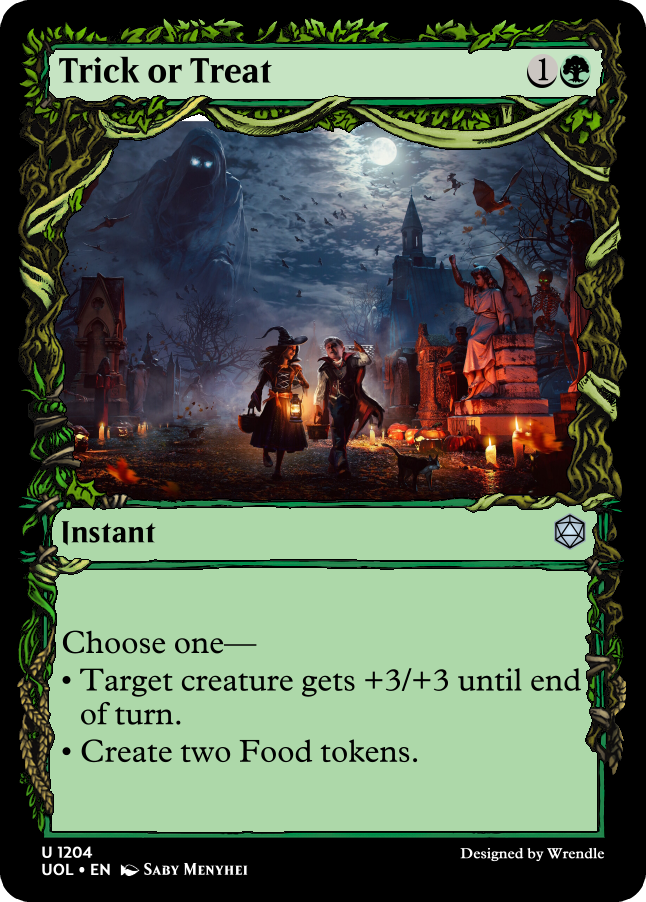 Trick or Treat 1
Instant
Choose one—
• Target creature gets +3/+3 until end
of turn.
• Create two Food tokens.
U 1204
UOL • EN SABY MENYHEI
Designed by Wrendle